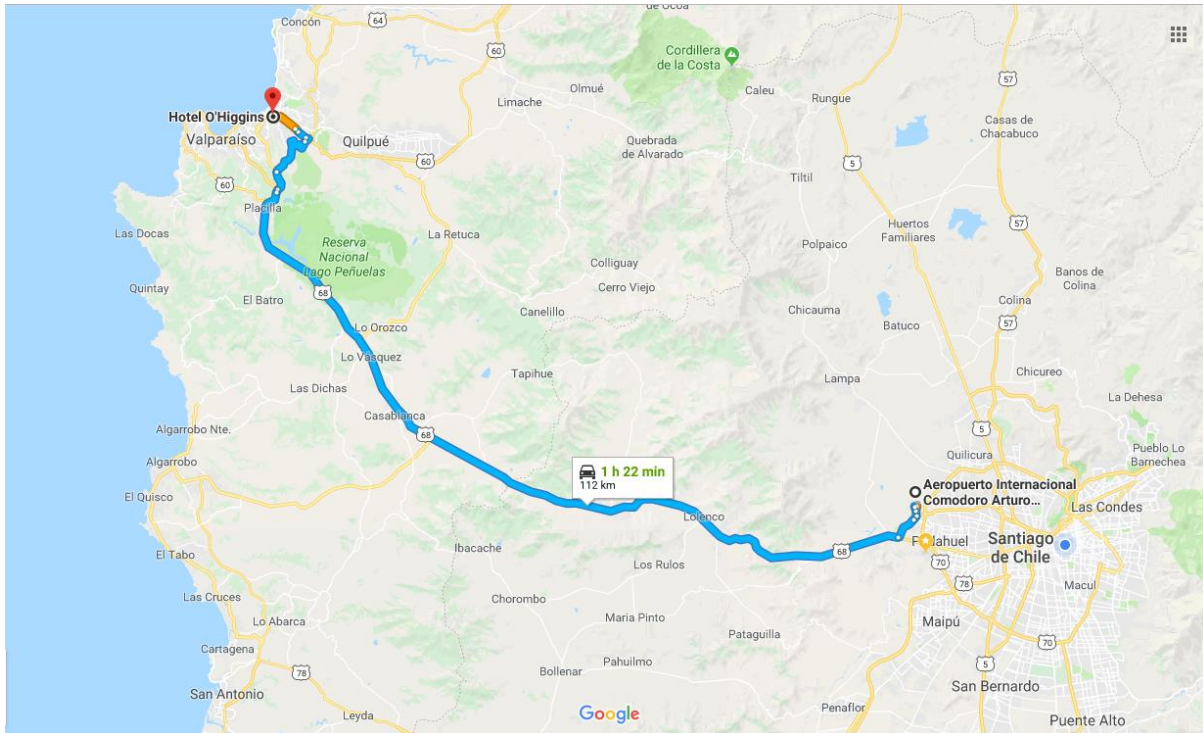 de Ocoa
Concón
64
60
57
Cordillera
de la Costa
Olmué
Caleu
Rungue
Limache
Casas de
Chacabuco
Hotel O'Higgins
Valparaíso
Quilpué
Quebrada
de Alvarado
5
60
60
Tiltil
57
Placilla
Huertos
Familiares
Las Docas
La Retuca
Polpaico
Reserva
Nacional
Lago Peñuelas
Colliguay
Banos de
Colina
Quintay
Cerro Viejo
68
El Batro
Colina
Canelillo
Chicauma
57
Lo Orozco
Batuco
Lo Vásquez
Tapihue
Chicureo
Lampa
Las Dichas
La Dehesa
Casablanca
5
Algarrobo Nte.
68
Pueblo Lo
Barnechea
Quilicura
Algarrobo
1 h 22 min
112 km
Aeropuerto Internacional
Comodoro Arturo...
El Quisco
Las Condes
Lolenco
Santiago
de Chile
Ibacache
68
El Tabo
70
Los Rulos
78
Macul
Las Cruces
Chorombo
Maria Pinto
Lo Abarca
Maipú
Pataguilla
70
Cartagena
Pahuilmo
5
78
Bollenar
San Bernardo
San Antonio
Leyda
Google
Penaflor
Puente Alto